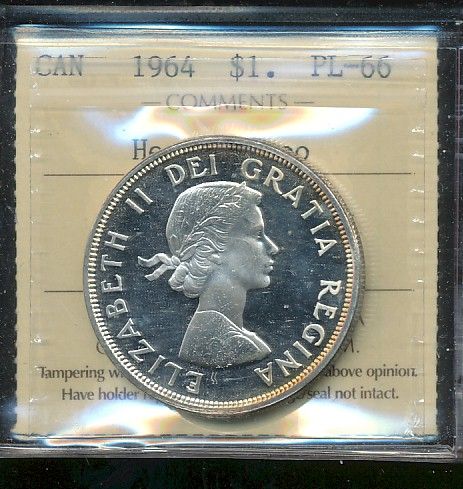 CAN 1964 $1. PL-66
COMMENTS
ELIZABETH II DEI GRATIA REGINA
M.
Tampering above opinion.
Have holder seal not intact.